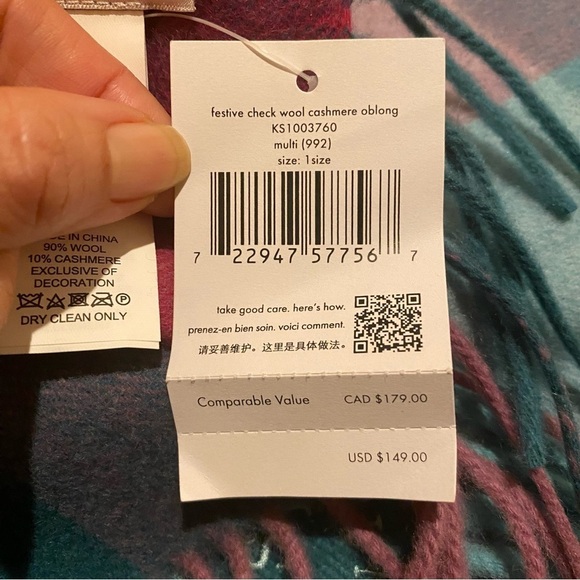 festive check wool cashmere oblong
KS1003760
multi (992)
size: 1size
7 22947 57756 7
take good care. here's how.
prenez-en bien soin. voici comment.
请妥善维护。这里是具体做法。
Comparable Value CAD $179.00
USD $149.00
IN CHINA
90% WOOL
10% CASHMERE
EXCLUSIVE OF
DECORATION
DRY CLEAN ONLY